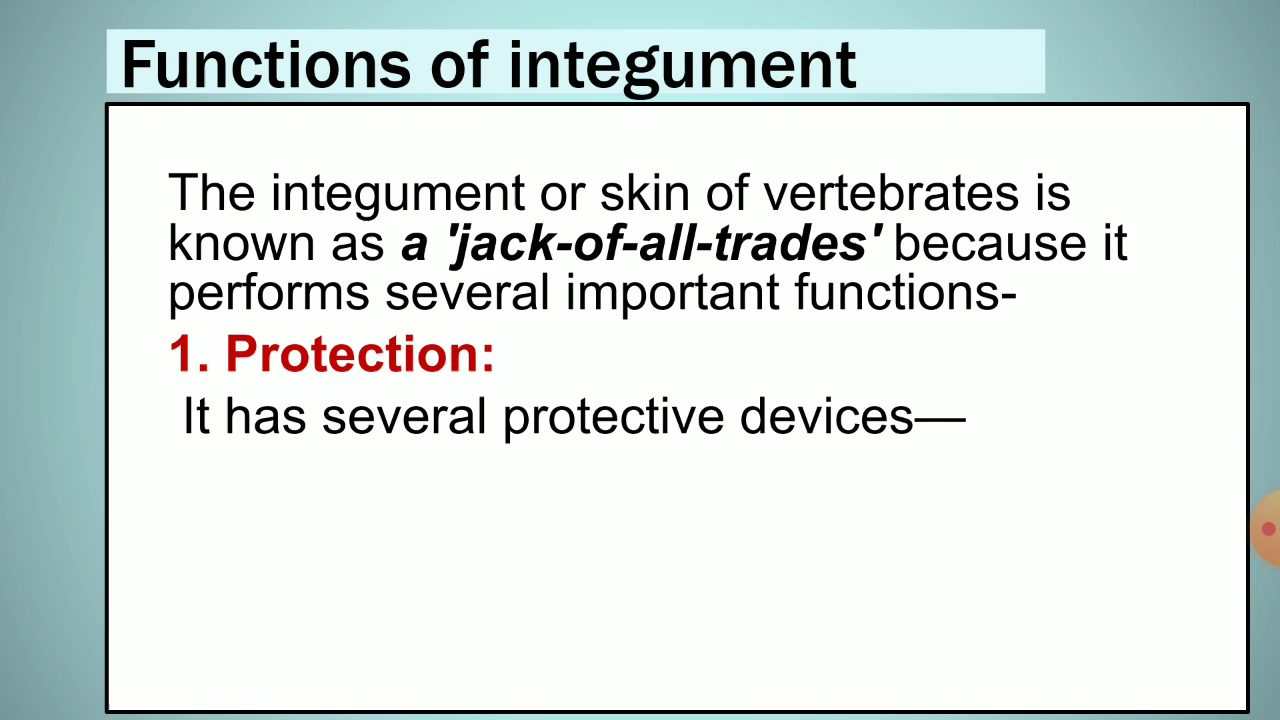 Functions of integument
The integument or skin of vertebrates is
known as a 'jack-of-all-trades' because it
performs several important functions-
1. Protection:
It has several protective devices—